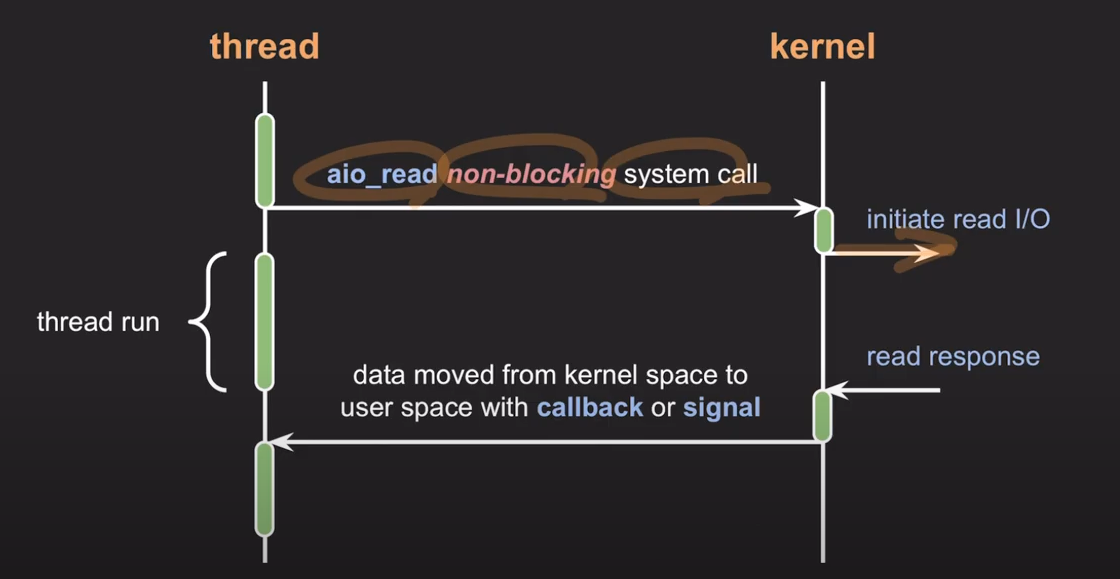 thread
kernel
aio_read non-blocking system call
initiate read I/O
thread run
read response
data moved from kernel space to
user space with callback or signal